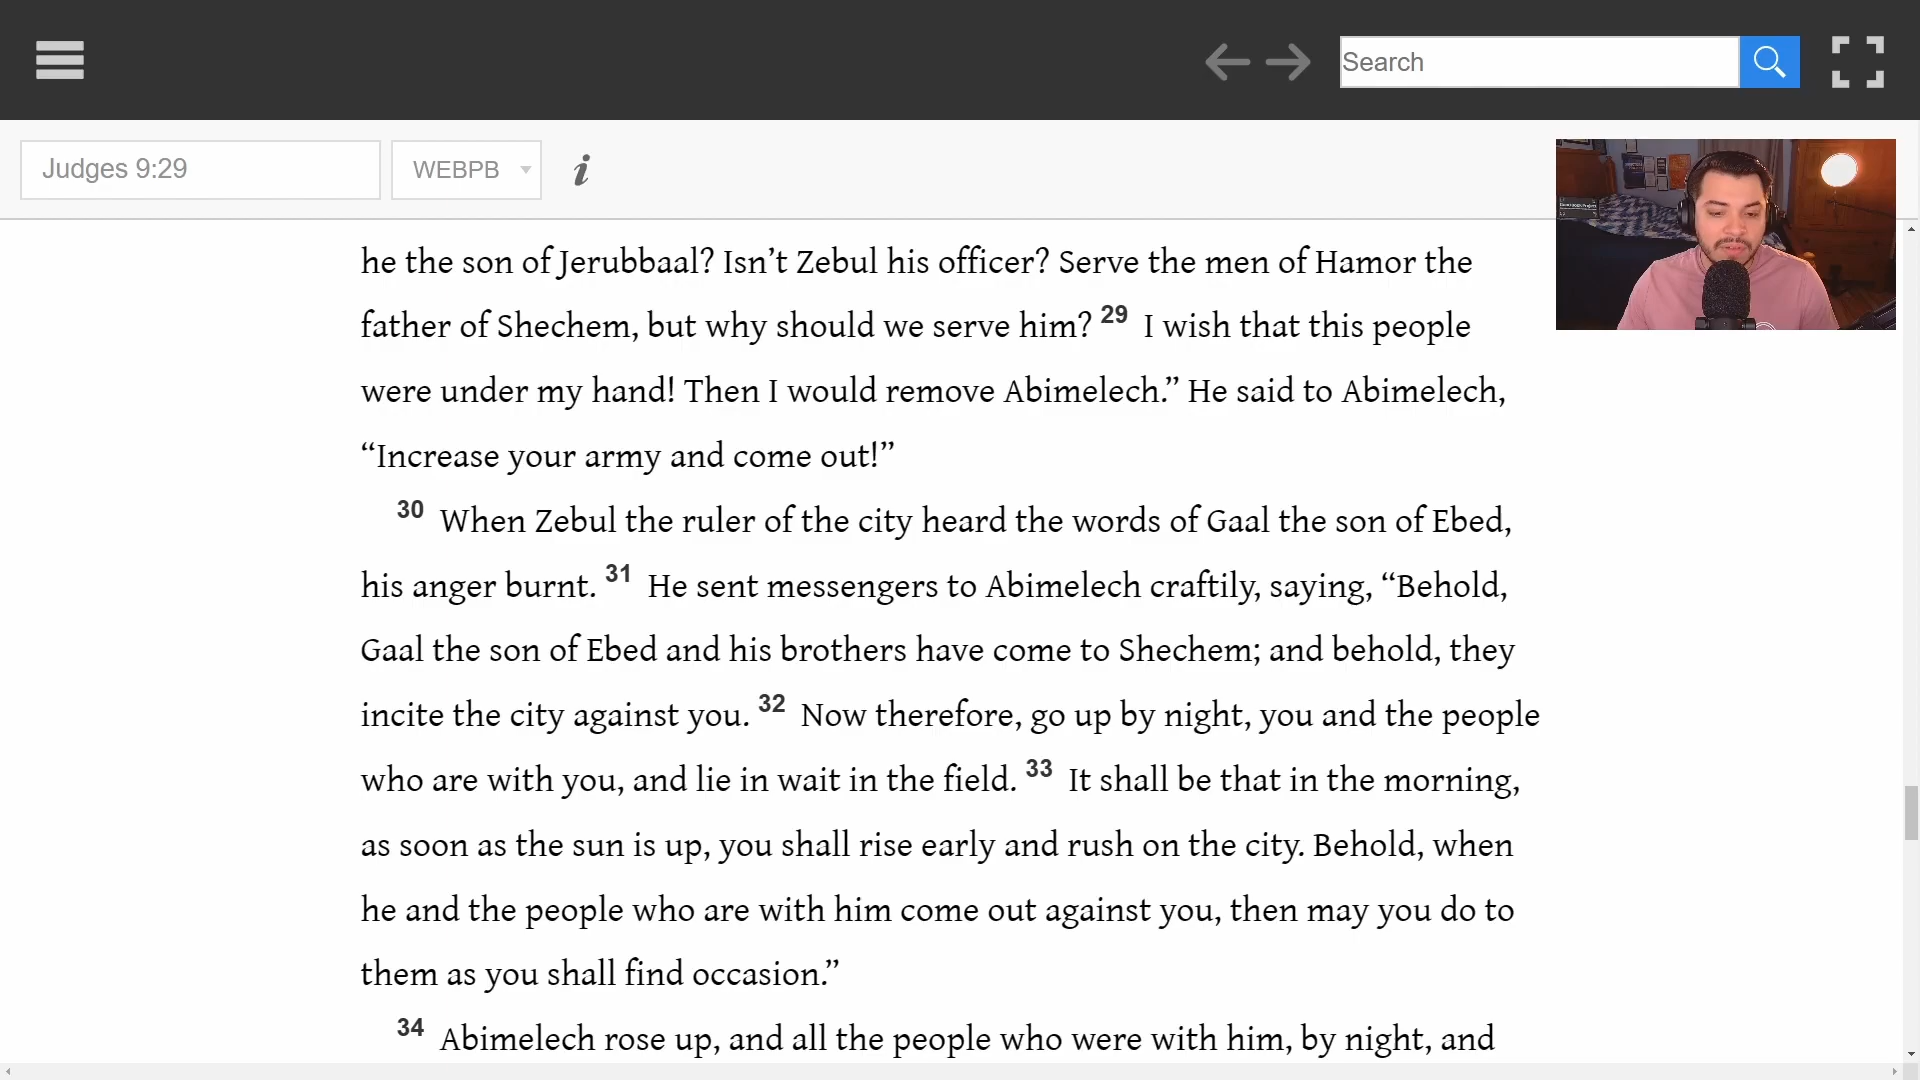 Search
Judges 9:29
WEBPB
i
he the son of Jerubbaal? Isn’t Zebul his officer? Serve the men of Hamor the
father of Shechem, but why should we serve him? 29 I wish that this people
were under my hand! Then I would remove Abimelech.” He said to Abimelech,
“Increase your army and come out!”
30 When Zebul the ruler of the city heard the words of Gaal the son of Ebed,
his anger burnt. 31 He sent messengers to Abimelech craftily, saying, “Behold,
Gaal the son of Ebed and his brothers have come to Shechem; and behold, they
incite the city against you. 32 Now therefore, go up by night, you and the people
who are with you, and lie in wait in the field. 33 It shall be that in the morning,
as soon as the sun is up, you shall rise early and rush on the city. Behold, when
he and the people who are with him come out against you, then may you do to
them as you shall find occasion.”
34 Abimelech rose up, and all the people who were with him, by night, and